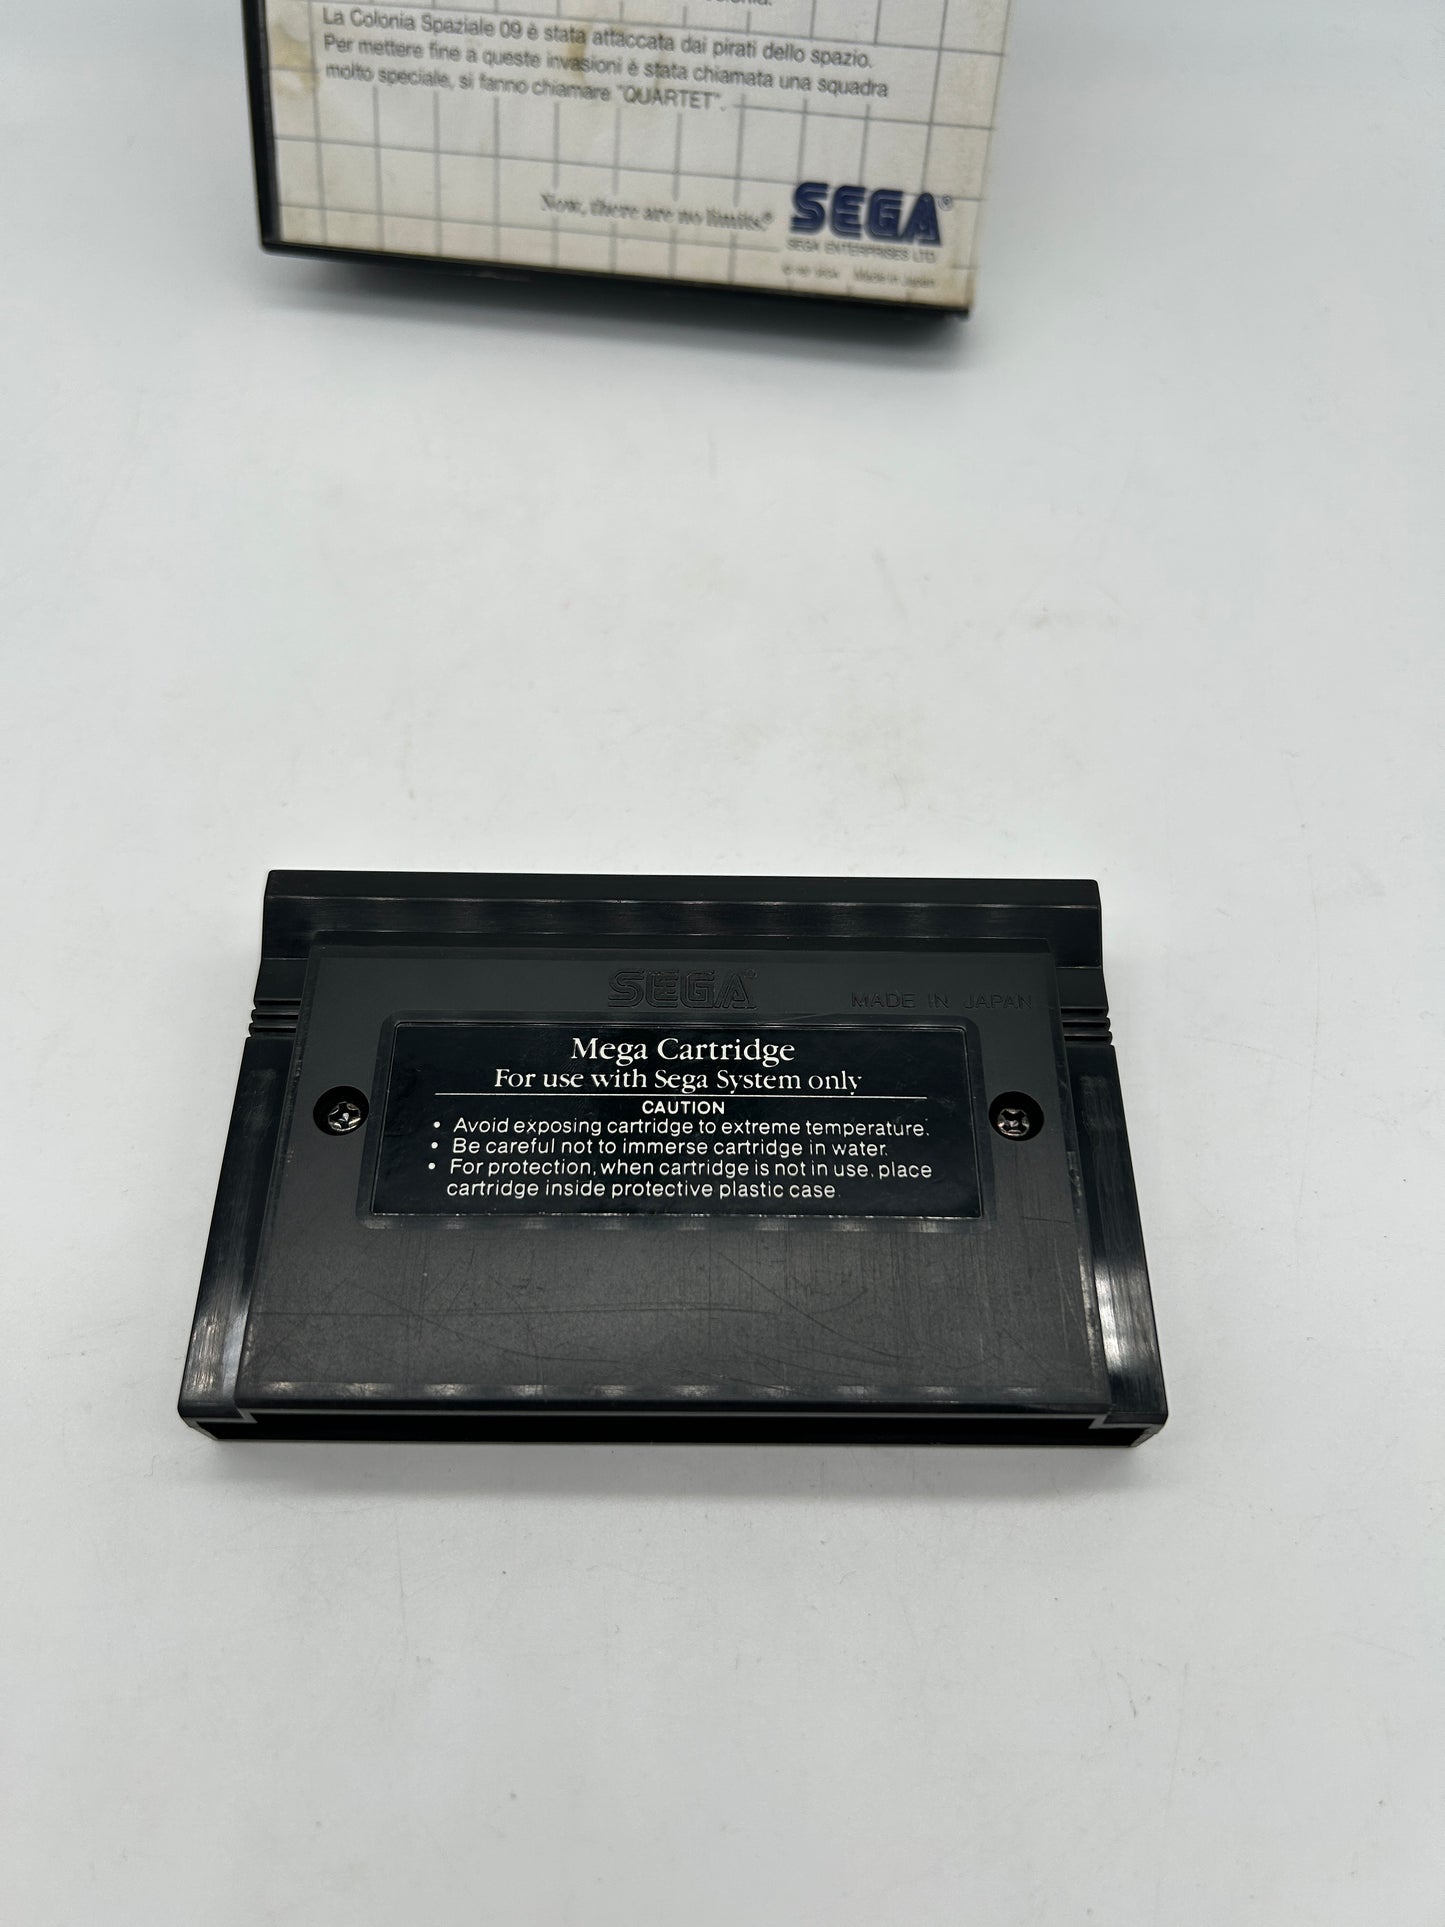 La Colonia Spaziale 09 è stata attaccata dai pirati dello spazio.
Per mettere fine a queste invasioni è stata chiamata una squadra
molto speciale, si fanno chiamare "QUARTET".
Now, there are no limits.®
SEGA®
SEGA ENTERPRISES LTD.
Made in Japan
SEGA®
MADE IN JAPAN
Mega Cartridge
For use with Sega System only
CAUTION
• Avoid exposing cartridge to extreme temperature.
• Be careful not to immerse cartridge in water.
• For protection, when cartridge is not in use, place
cartridge inside protective plastic case.